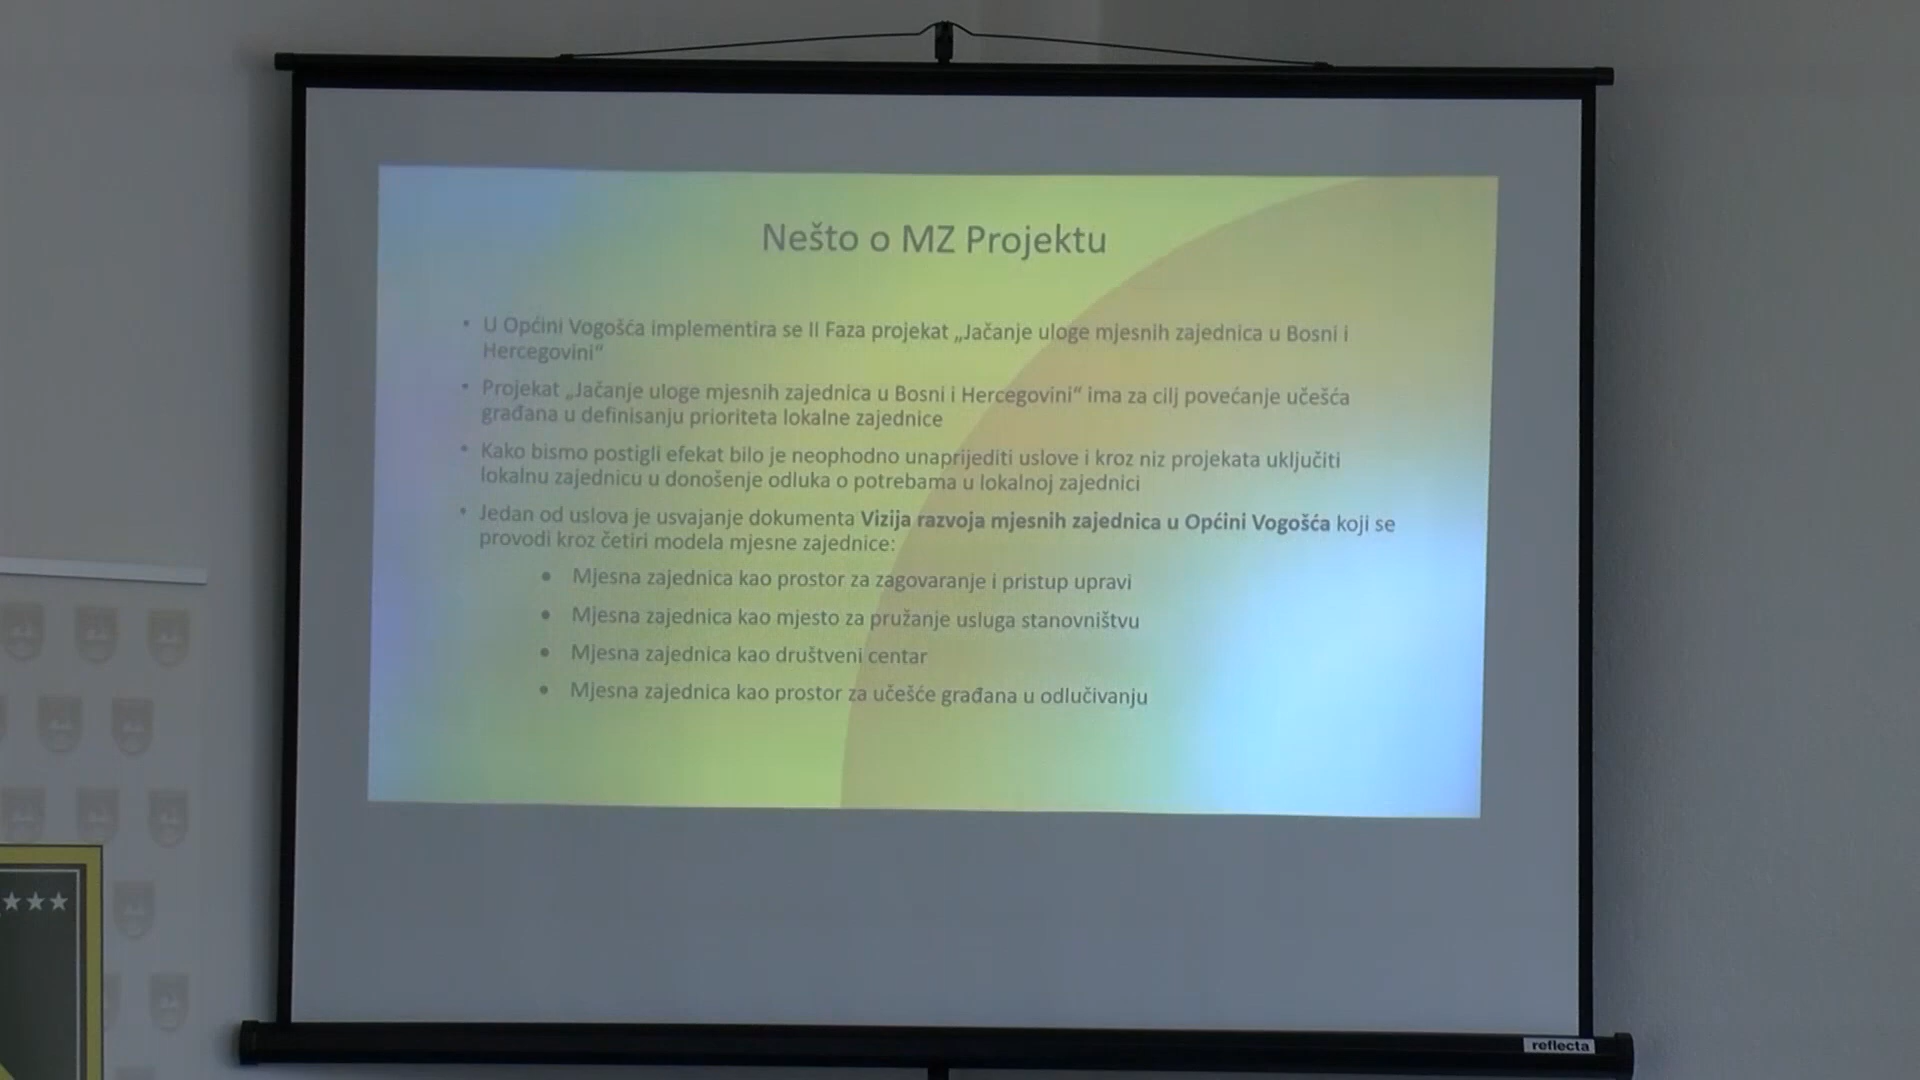 Nešto o MZ Projektu
• U Općini Vogošća implementira se II Faza projekat „Jačanje uloge mjesnih zajednica u Bosni i
Hercegovini“
• Projekat „Jačanje uloge mjesnih zajednica u Bosni i Hercegovini“ ima za cilj povećanje učešća
građana u definisanju prioriteta lokalne zajednice
• Kako bismo postigli efekat bilo je neophodno unaprijediti uslove i kroz niz projekata uključiti
lokalnu zajednicu u donošenje odluka o potrebama u lokalnoj zajednici
• Jedan od uslova je usvajanje dokumenta Vizija razvoja mjesnih zajednica u Općini Vogošća koji se
provodi kroz četiri modela mjesne zajednice:
• Mjesna zajednica kao prostor za zagovaranje i pristup upravi
• Mjesna zajednica kao mjesto za pružanje usluga stanovništvu
• Mjesna zajednica kao društveni centar
• Mjesna zajednica kao prostor za učešće građana u odlučivanju
reflecta